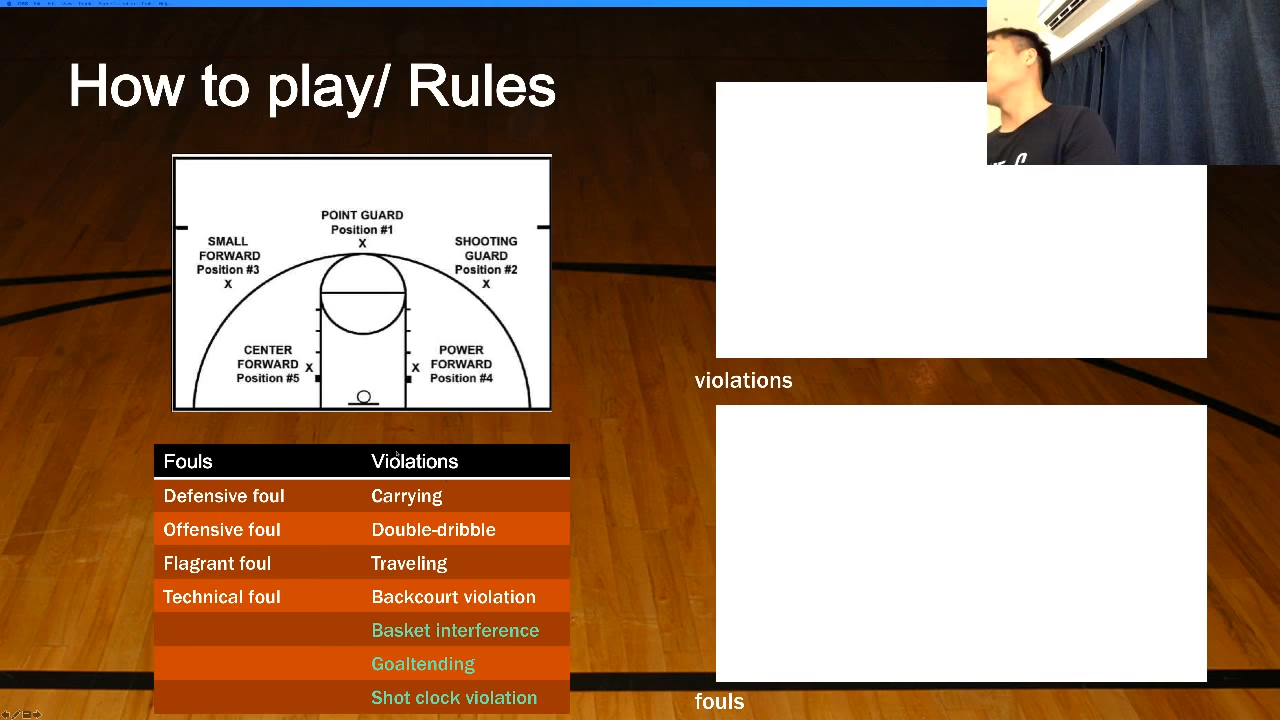 How to play/ Rules
POINT GUARD
Position #1
X
SMALL
FORWARD
Position #3
X
SHOOTING
GUARD
Position #2
X
CENTER
FORWARD
Position #5
X
X
POWER
FORWARD
Position #4
violations
Fouls Violations
Defensive foul Carrying
Offensive foul Double-dribble
Flagrant foul Traveling
Technical foul Backcourt violation
Basket interference
Goaltending
Shot clock violation
fouls